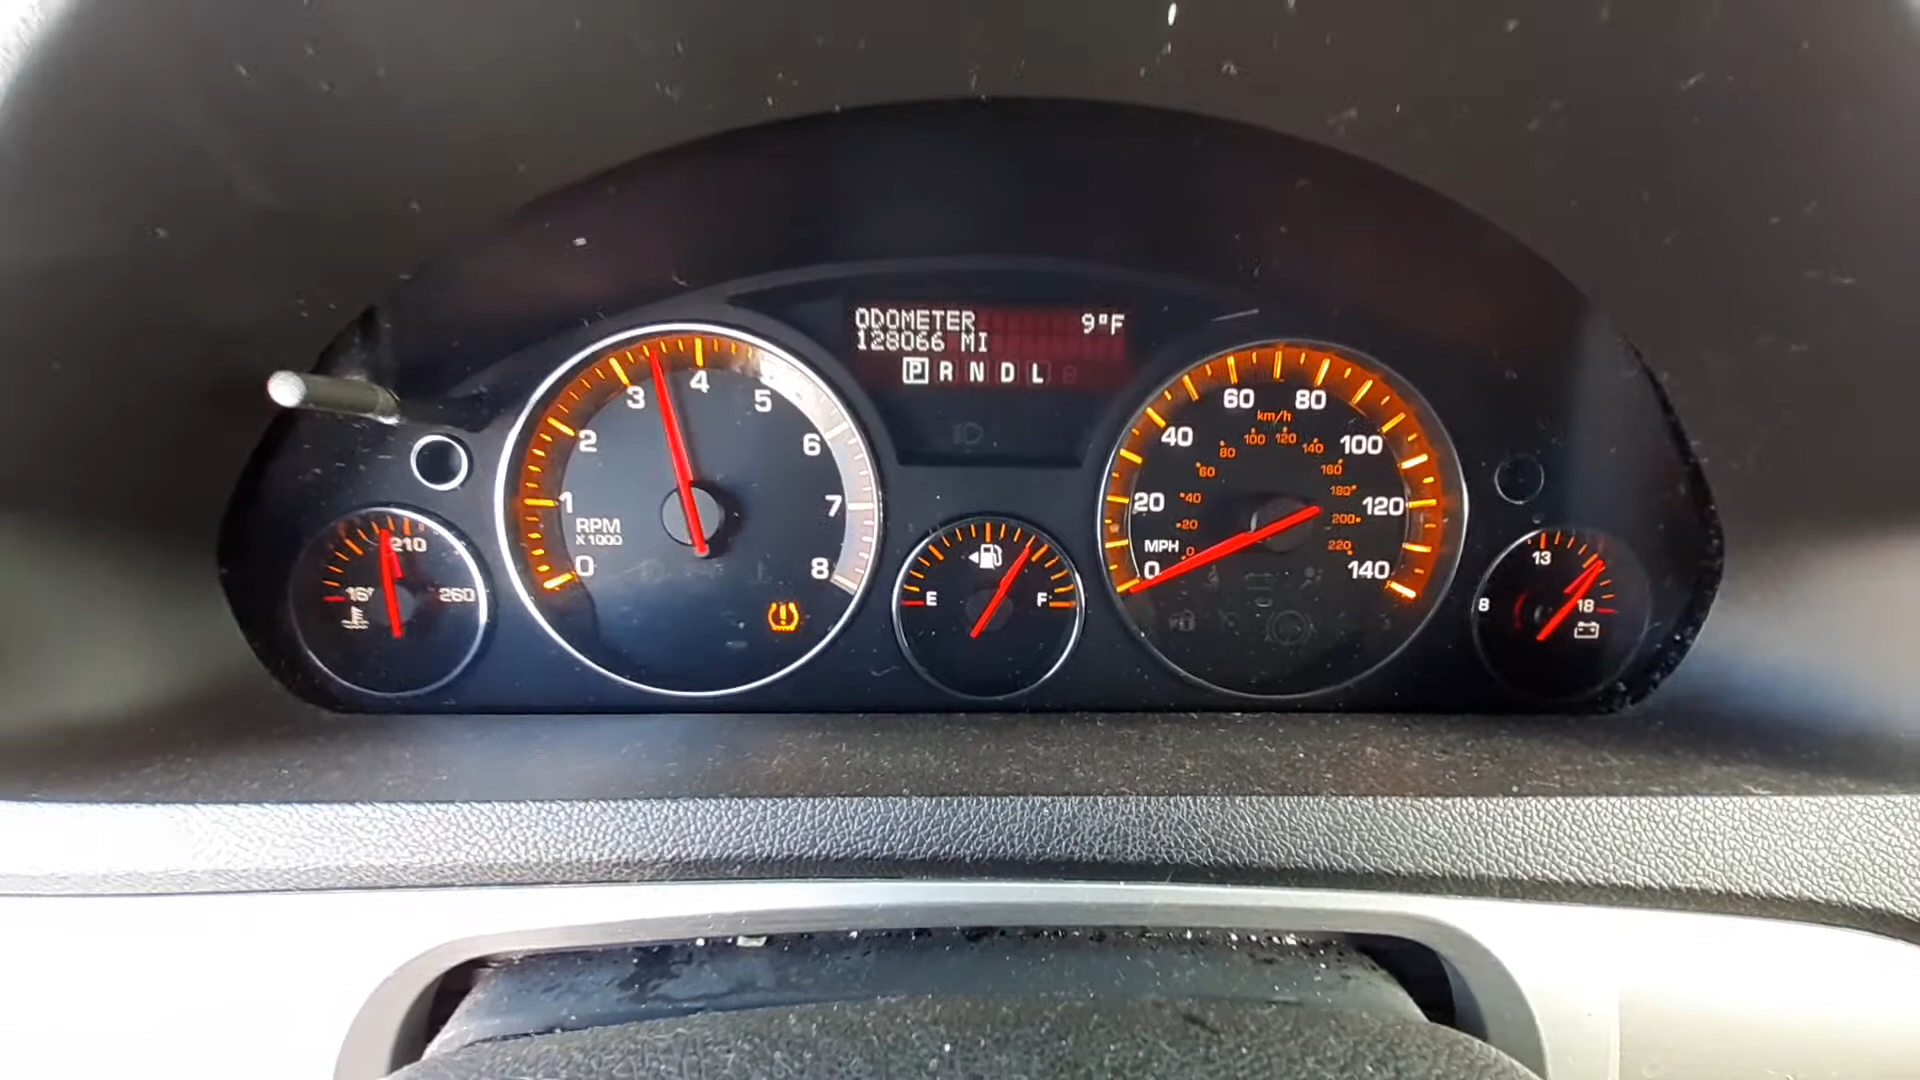 ODOMETER 9°F
128066 MI
P R N D L
0 1 2 3 4 5 6 7 8
RPM
X 1000
210
260
E F
0 20 40 60 80 100 120 140
MPH
km/h
0 20 40 60 80 100 120 140 160 180 200 220
8 13 18